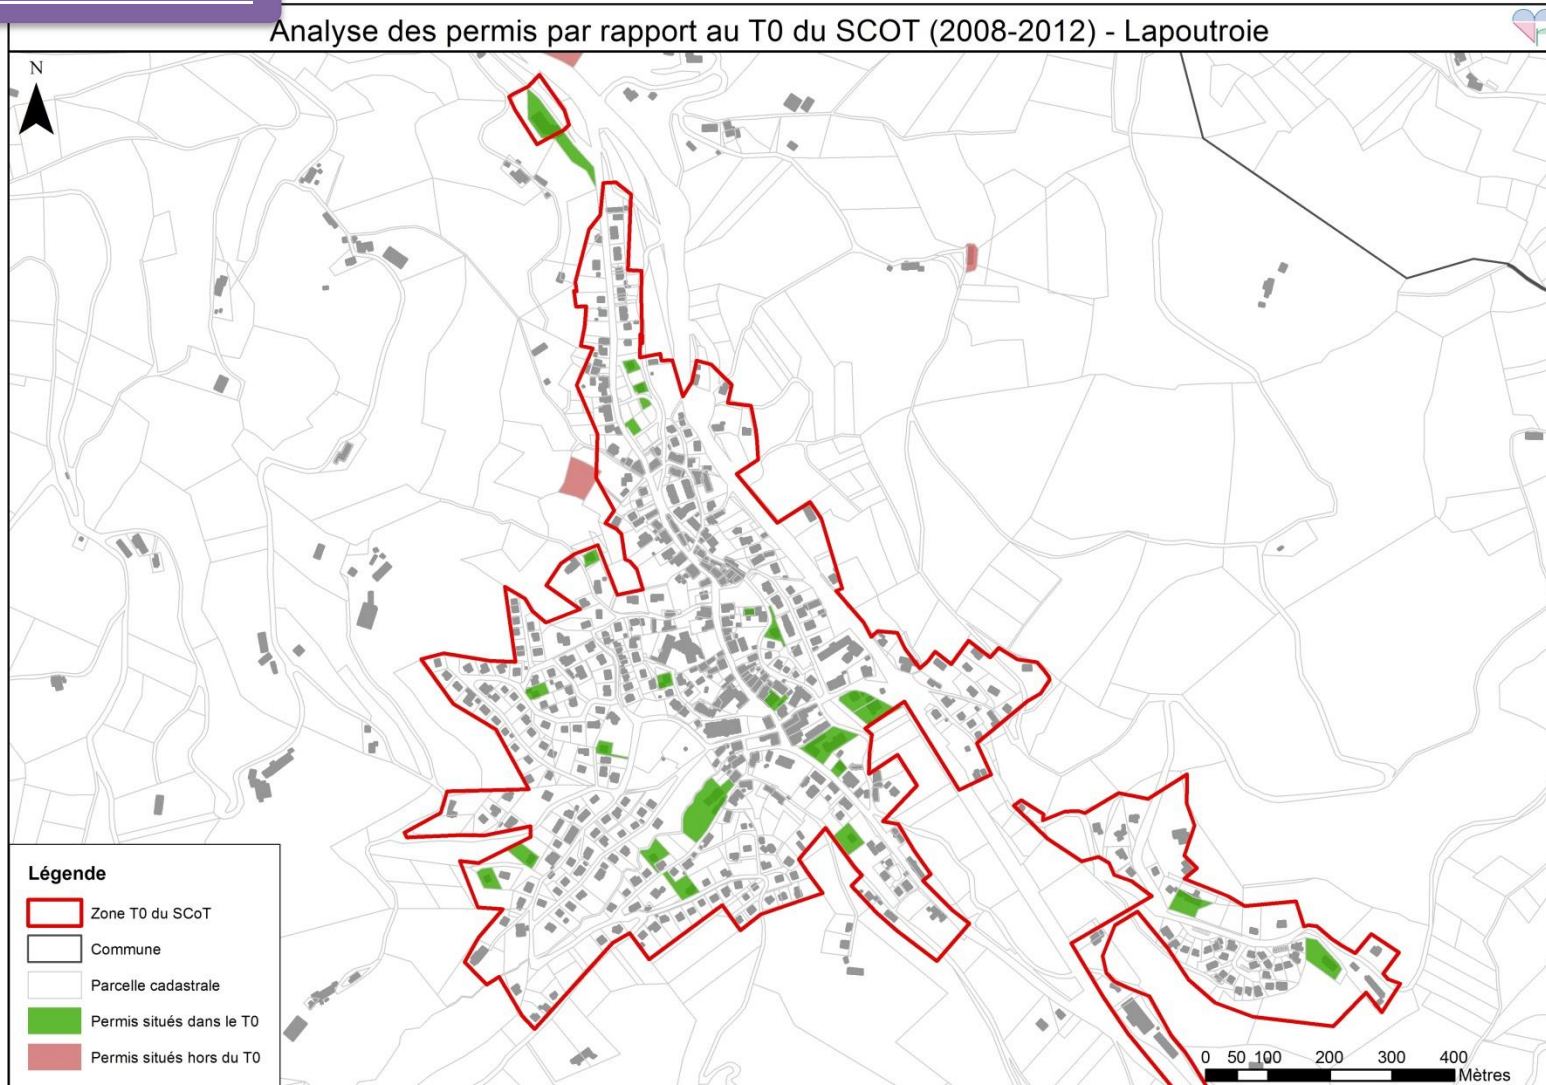 Analyse des permis par rapport au T0 du SCOT (2008-2012) - Lapoutroie
N
Légende
Zone T0 du SCoT
Commune
Parcelle cadastrale
Permis situés dans le T0
Permis situés hors du T0
0 50 100 200 300 400
Mètres